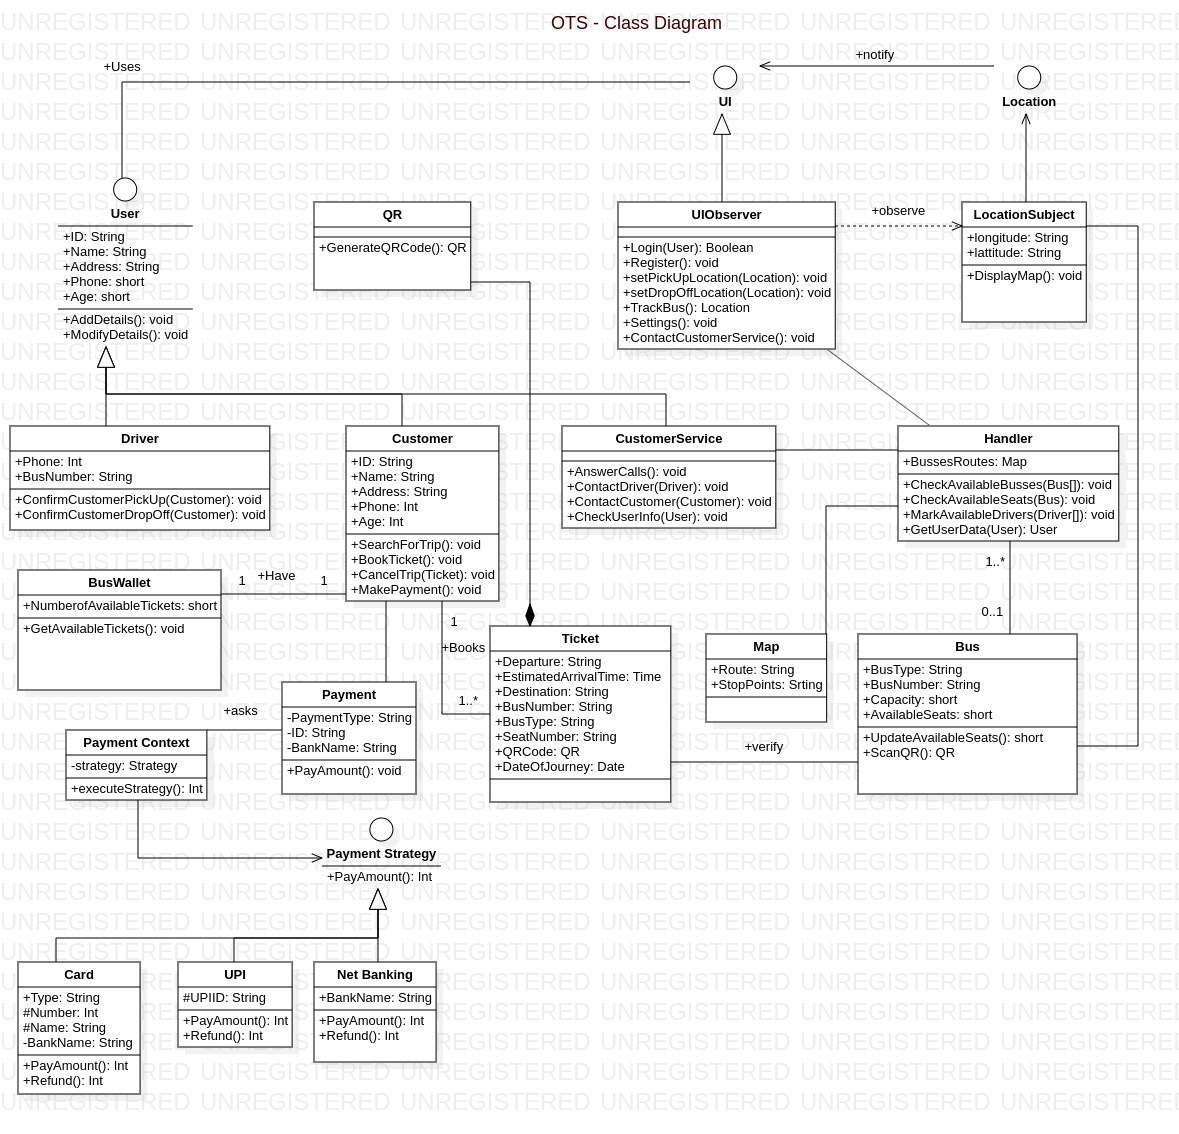 OTS - Class Diagram
+Uses
+notify
UI
Location
User
+ID: String
+Name: String
+Address: String
+Phone: short
+Age: short
+AddDetails(): void
+ModifyDetails(): void
QR
+GenerateQRCode(): QR
UIObserver
+Login(User): Boolean
+Register(): void
+setPickUpLocation(Location): void
+setDropOffLocation(Location): void
+TrackBus(): Location
+Settings(): void
+ContactCustomerService(): void
+observe
LocationSubject
+longitude: String
+lattitude: String
+DisplayMap(): void
Driver
+Phone: Int
+BusNumber: String
+ConfirmCustomerPickUp(Customer): void
+ConfirmCustomerDropOff(Customer): void
Customer
+ID: String
+Name: String
+Address: String
+Phone: Int
+Age: Int
+SearchForTrip(): void
+BookTicket(): void
+CancelTrip(Ticket): void
+MakePayment(): void
CustomerService
+AnswerCalls(): void
+ContactDriver(Driver): void
+ContactCustomer(Customer): void
+CheckUserInfo(User): void
Handler
+BussesRoutes: Map
+CheckAvailableBusses(Bus[]): void
+CheckAvailableSeats(Bus): void
+MarkAvailableDrivers(Driver[]): void
+GetUserData(User): User
1..*
0..1
BusWallet
+NumberofAvailableTickets: short
+GetAvailableTickets(): void
1
+Have
1
1
+Books
1..*
Ticket
+Departure: String
+EstimatedArrivalTime: Time
+Destination: String
+BusNumber: String
+BusType: String
+SeatNumber: String
+QRCode: QR
+DateOfJourney: Date
Map
+Route: String
+StopPoints: Srting
+verify
Bus
+BusType: String
+BusNumber: String
+Capacity: short
+AvailableSeats: short
+UpdateAvailableSeats(): short
+ScanQR(): QR
Payment
-PaymentType: String
-ID: String
-BankName: String
+PayAmount(): void
+asks
Payment Context
-strategy: Strategy
+executeStrategy(): Int
Payment Strategy
+PayAmount(): Int
Card
+Type: String
#Number: Int
#Name: String
-BankName: String
+PayAmount(): Int
+Refund(): Int
UPI
#UPIID: String
+PayAmount(): Int
+Refund(): Int
Net Banking
+BankName: String
+PayAmount(): Int
+Refund(): Int
UNREGISTERED